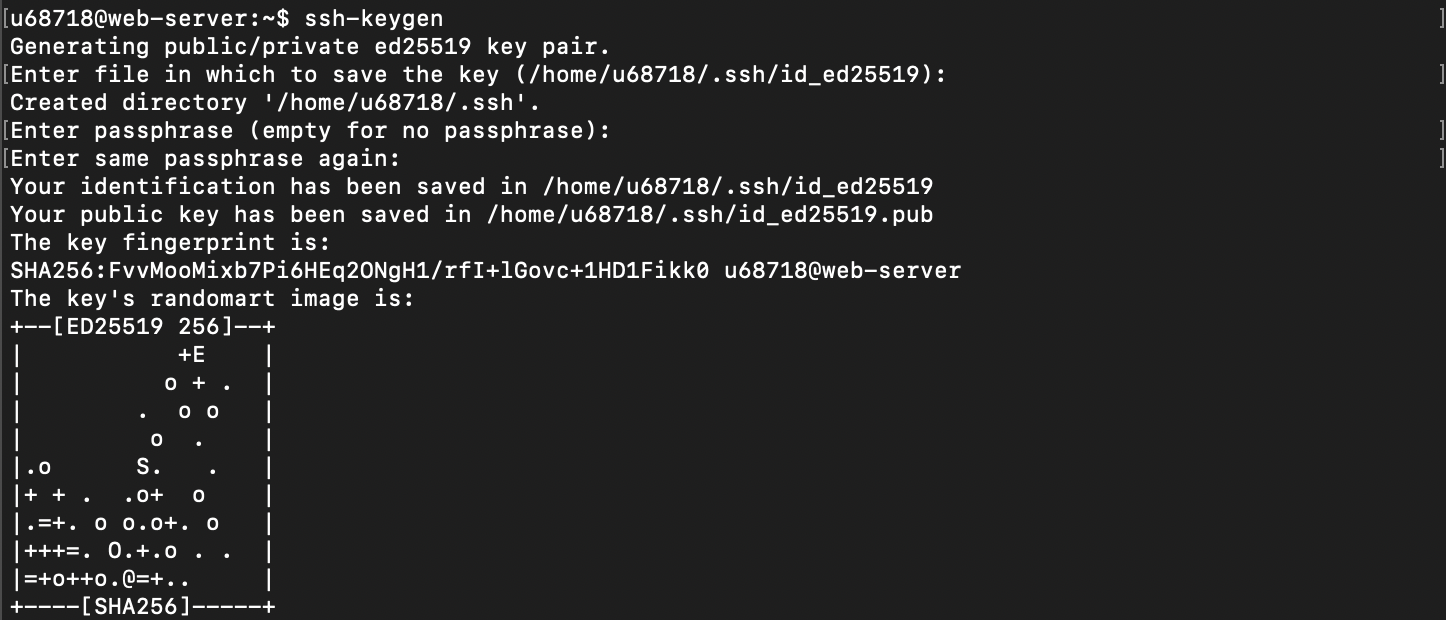 [u68718@web-server:~$ ssh-keygen ]
Generating public/private ed25519 key pair.
[Enter file in which to save the key (/home/u68718/.ssh/id_ed25519): ]
Created directory '/home/u68718/.ssh'.
[Enter passphrase (empty for no passphrase): ]
[Enter same passphrase again: ]
Your identification has been saved in /home/u68718/.ssh/id_ed25519
Your public key has been saved in /home/u68718/.ssh/id_ed25519.pub
The key fingerprint is:
SHA256:FvvMooMixb7Pi6HEq2ONgH1/rfI+lGovc+1HD1Fikk0 u68718@web-server
The key's randomart image is:
+--[ED25519 256]--+
|           +E    |
|          o + .  |
|        .  o o   |
|         o  .    |
|.o      S.   .   |
|+ + .  .o+  o    |
|.=+. o o.o+. o   |
|+++=. O.+.o . .  |
|=+o++o.@=+..     |
+----[SHA256]-----+